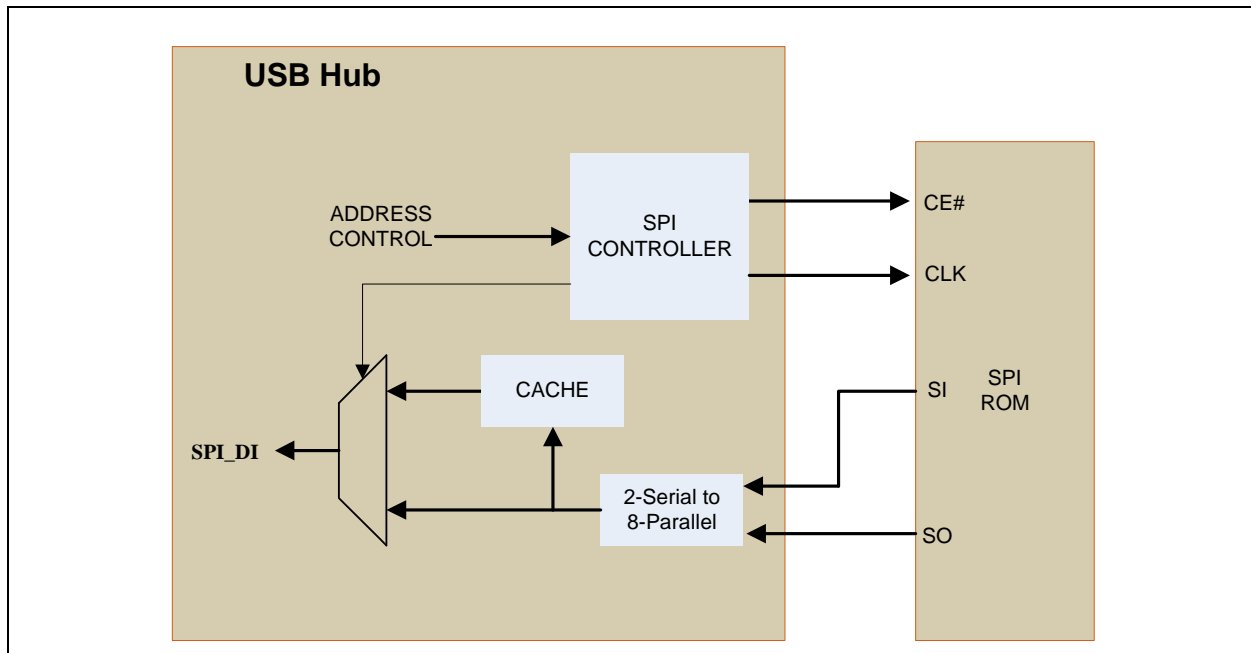 USB Hub
ADDRESS
CONTROL
SPI
CONTROLLER
CE#
CLK
CACHE
SI
SPI
ROM
SPI_DI
2-Serial to
8-Parallel
SO